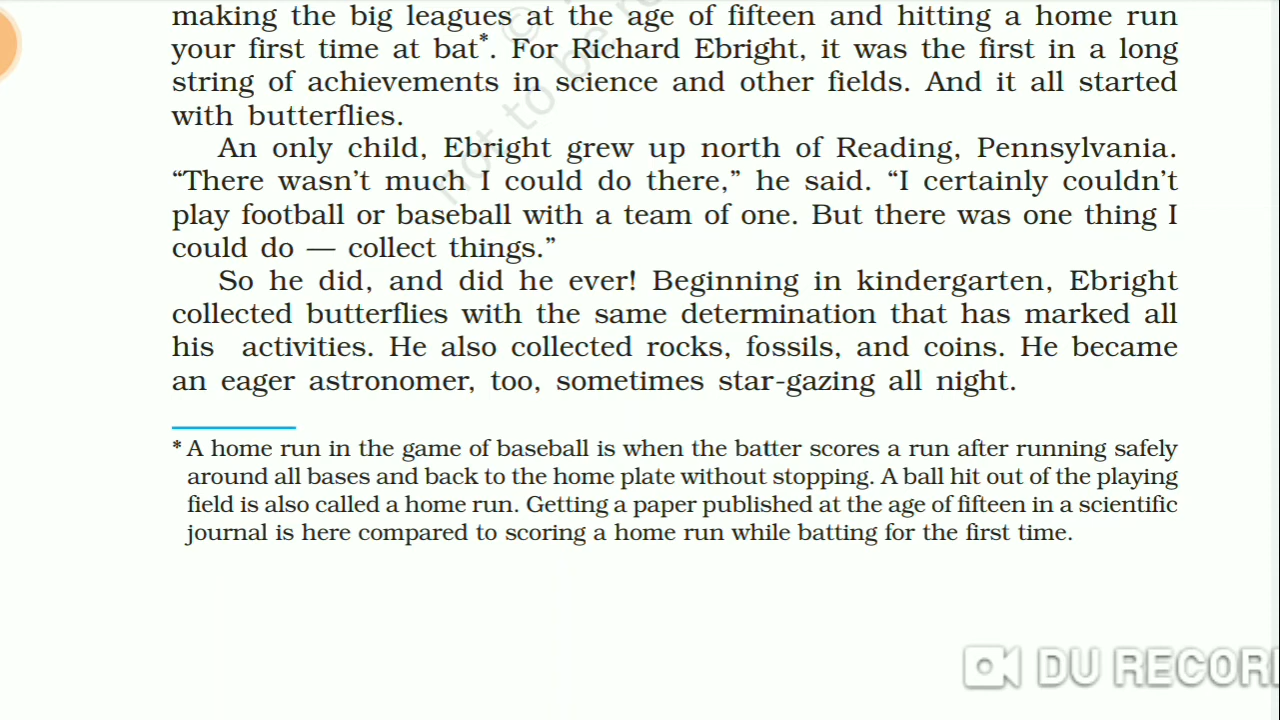 making the big leagues at the age of fifteen and hitting a home run
your first time at bat*. For Richard Ebright, it was the first in a long
string of achievements in science and other fields. And it all started
with butterflies.
An only child, Ebright grew up north of Reading, Pennsylvania.
“There wasn’t much I could do there,” he said. “I certainly couldn’t
play football or baseball with a team of one. But there was one thing I
could do — collect things.”
So he did, and did he ever! Beginning in kindergarten, Ebright
collected butterflies with the same determination that has marked all
his activities. He also collected rocks, fossils, and coins. He became
an eager astronomer, too, sometimes star-gazing all night.
* A home run in the game of baseball is when the batter scores a run after running safely
around all bases and back to the home plate without stopping. A ball hit out of the playing
field is also called a home run. Getting a paper published at the age of fifteen in a scientific
journal is here compared to scoring a home run while batting for the first time.
©
not to be
DU RECOR